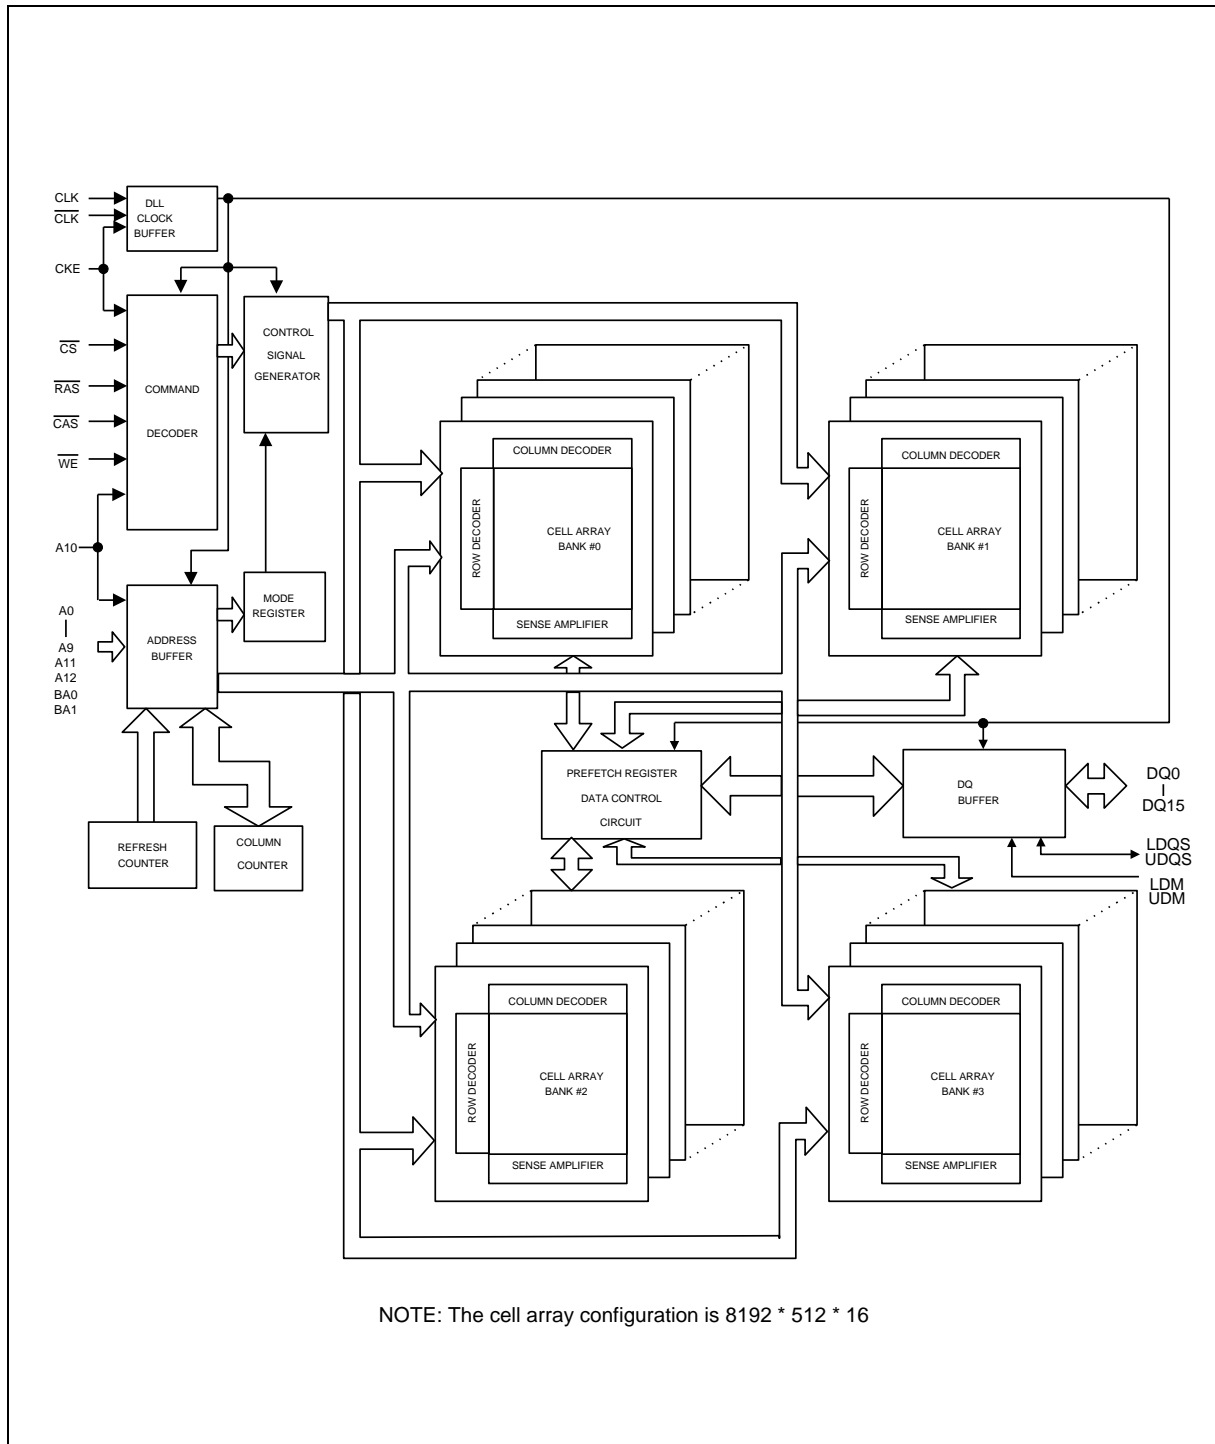 CLK
CLK
CKE
CS
RAS
CAS
WE
A10
A0
A9
A11
A12
BA0
BA1
DLL
CLOCK
BUFFER
COMMAND
DECODER
CONTROL
SIGNAL
GENERATOR
MODE
REGISTER
ADDRESS
BUFFER
REFRESH
COUNTER
COLUMN
COUNTER
COLUMN DECODER
ROW DECODER
CELL ARRAY
BANK #0
SENSE AMPLIFIER
COLUMN DECODER
ROW DECODER
CELL ARRAY
BANK #1
SENSE AMPLIFIER
PREFETCH REGISTER
DATA CONTROL
CIRCUIT
DQ
BUFFER
DQ0
DQ15
LDQS
UDQS
LDM
UDM
COLUMN DECODER
ROW DECODER
CELL ARRAY
BANK #2
SENSE AMPLIFIER
COLUMN DECODER
ROW DECODER
CELL ARRAY
BANK #3
SENSE AMPLIFIER
NOTE: The cell array configuration is 8192 * 512 * 16